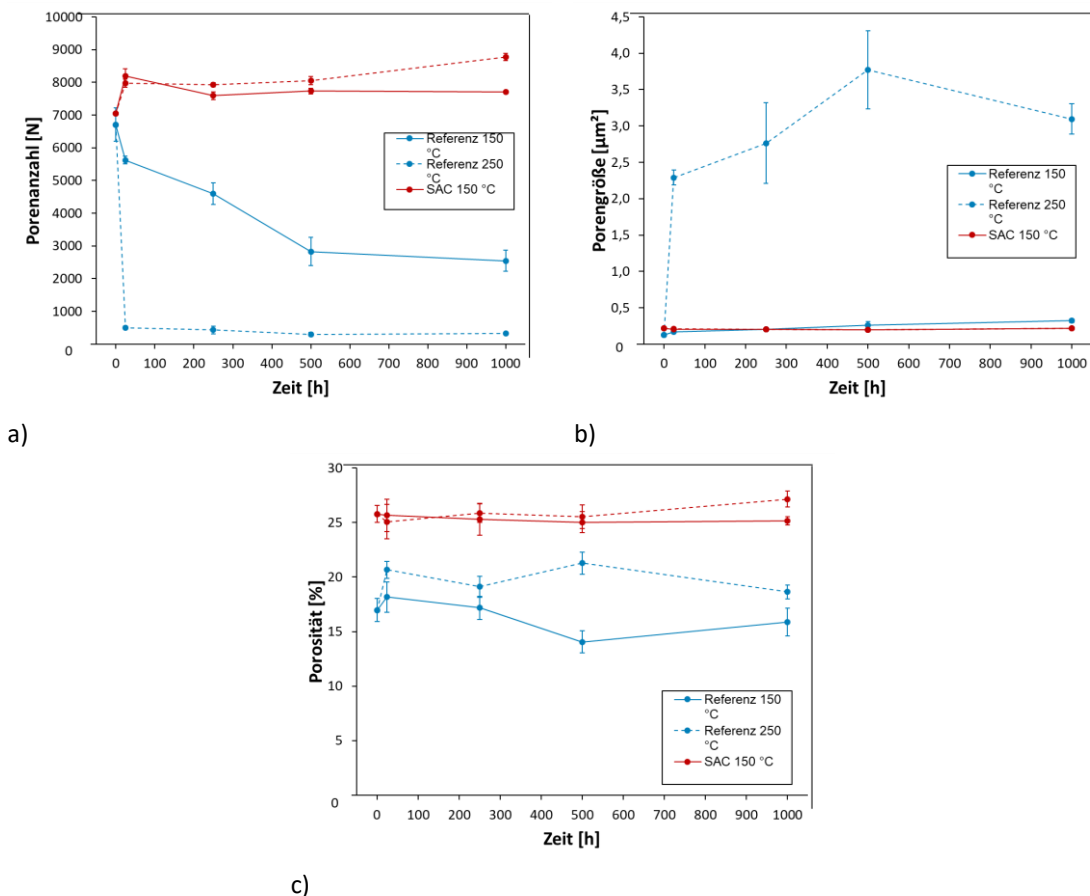 10000
9000
8000
7000
6000
5000
4000
3000
2000
1000
0
Porenanzahl [N]
0 100 200 300 400 500 600 700 800 900 1000
Zeit [h]
Referenz 150
°C
Referenz 250
°C
SAC 150 °C
a)
4,5
4,0
3,5
3,0
2,5
2,0
1,5
1,0
0,5
0
Porengröße [µm²]
0 100 200 300 400 500 600 700 800 900 1000
Zeit [h]
Referenz 150
°C
Referenz 250
°C
SAC 150 °C
b)
30
25
20
15
10
5
0
Porosität [%]
0 100 200 300 400 500 600 700 800 900 1000
Zeit [h]
Referenz 150
°C
Referenz 250
°C
SAC 150 °C
c)